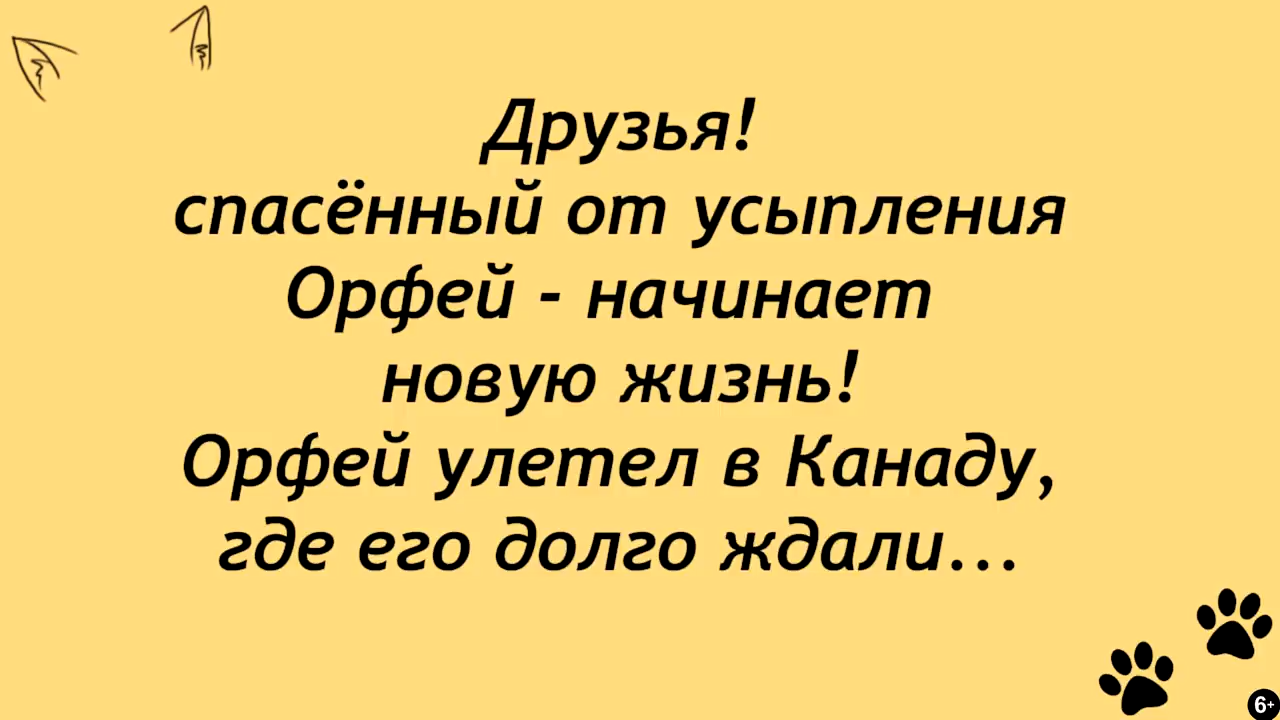 Друзья!
спасённый от усыпления
Орфей - начинает
новую жизнь!
Орфей улетел в Канаду,
где его долго ждали...
6+